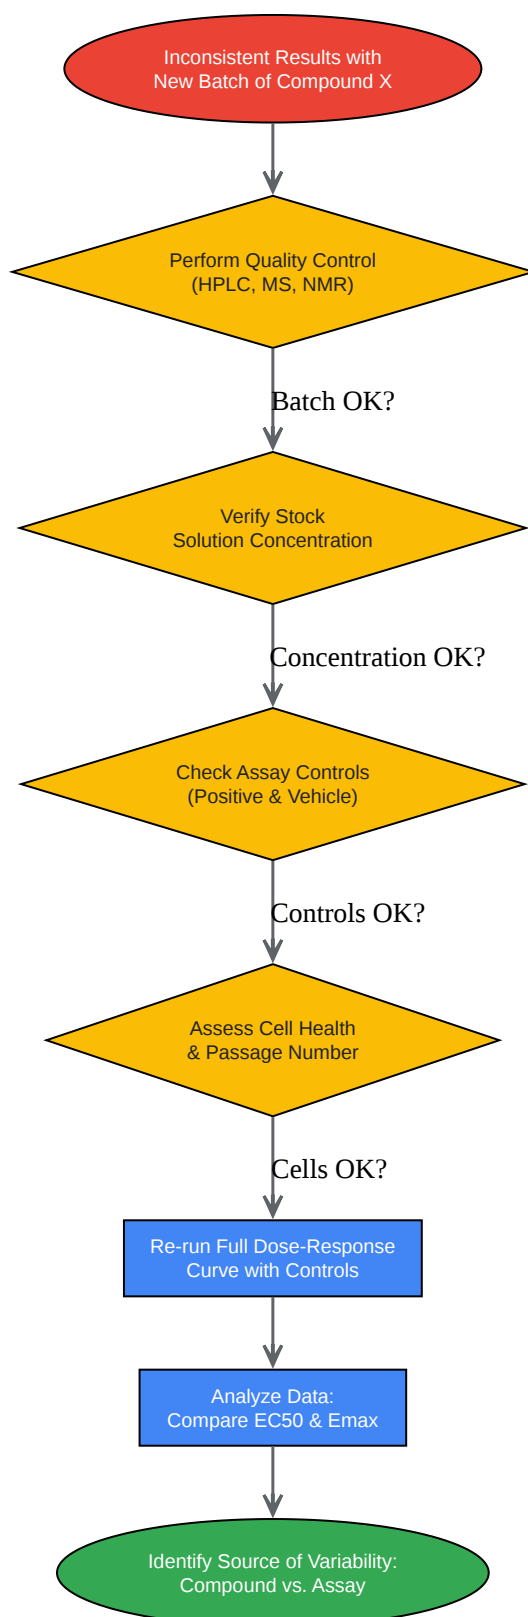 Inconsistent Results with
New Batch of Compound X
Perform Quality Control
(HPLC, MS, NMR)
Batch OK?
Verify Stock
Solution Concentration
Concentration OK?
Check Assay Controls
(Positive & Vehicle)
Controls OK?
Assess Cell Health
& Passage Number
Cells OK?
Re-run Full Dose-Response
Curve with Controls
Analyze Data:
Compare EC50 & Emax
Identify Source of Variability:
Compound vs. Assay